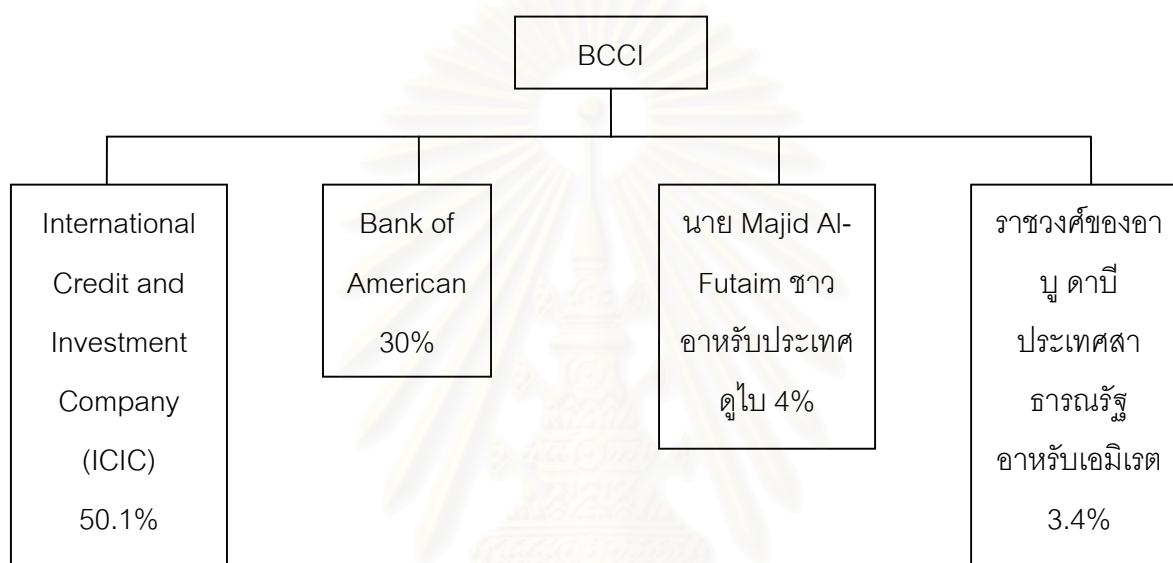 BCCI
International
Credit and
Investment
Company
(ICIC)
50.1%
Bank of
American
30%
นาย Majid Al-
Futaim ชาว
อาหรับประเทศ
ดูไบ 4%
ราชวงศ์ของอา
บู ดาบี
ประเทศสา
ธารณรัฐ
อาหรับเอมิเรต
3.4%